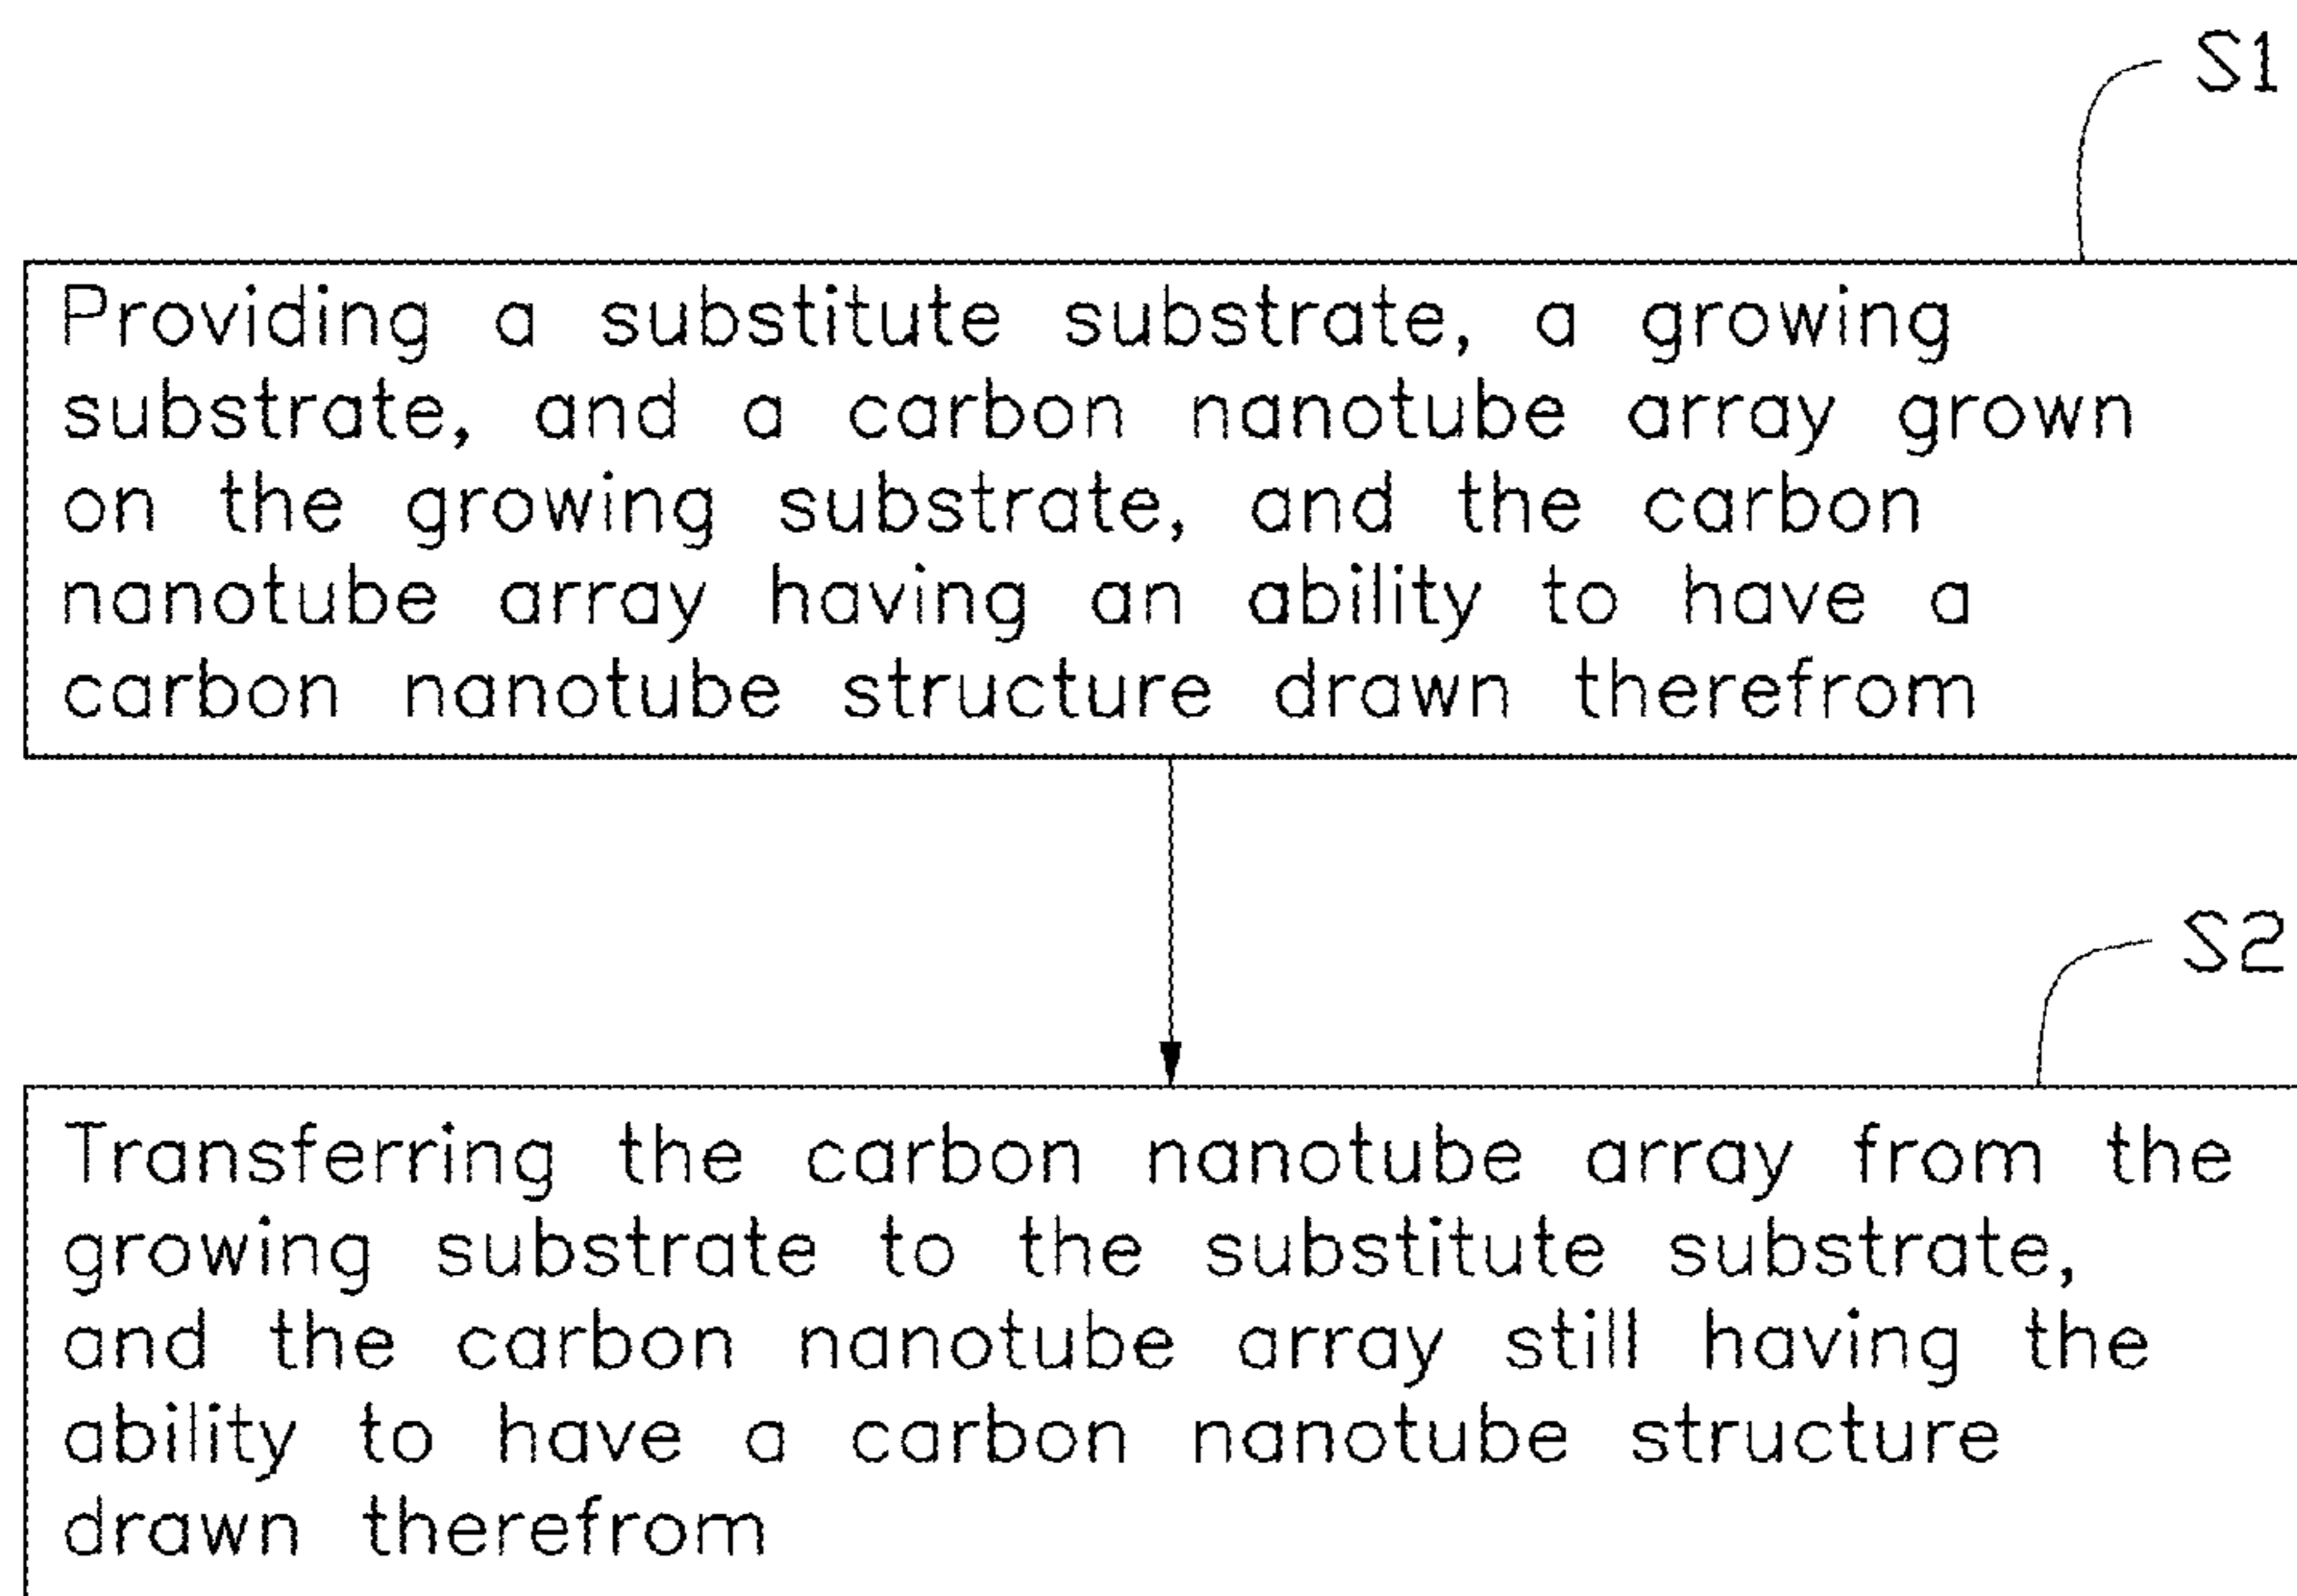 S1
Providing a substitute substrate, a growing
substrate, and a carbon nanotube array grown
on the growing substrate, and the carbon
nanotube array having an ability to have a
carbon nanotube structure drawn therefrom
S2
Transferring the carbon nanotube array from the
growing substrate to the substitute substrate,
and the carbon nanotube array still having the
ability to have a carbon nanotube structure
drawn therefrom